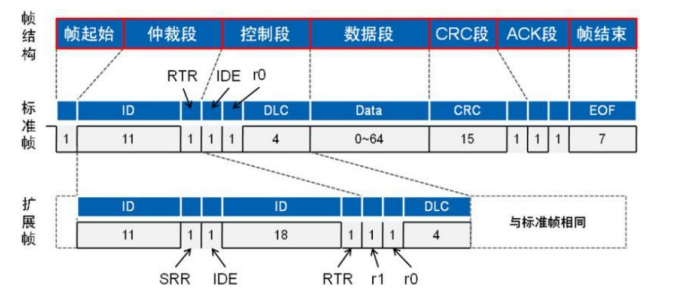 帧结构
帧起始 仲裁段 控制段 数据段 CRC段 ACK段 帧结束
RTR IDE r0
标准帧
ID DLC Data CRC EOF
1 11 1 1 1 4 0~64 15 1 1 1 7
扩展帧
ID ID DLC
11 1 1 18 1 1 1 4 与标准帧相同
SRR IDE RTR r1 r0